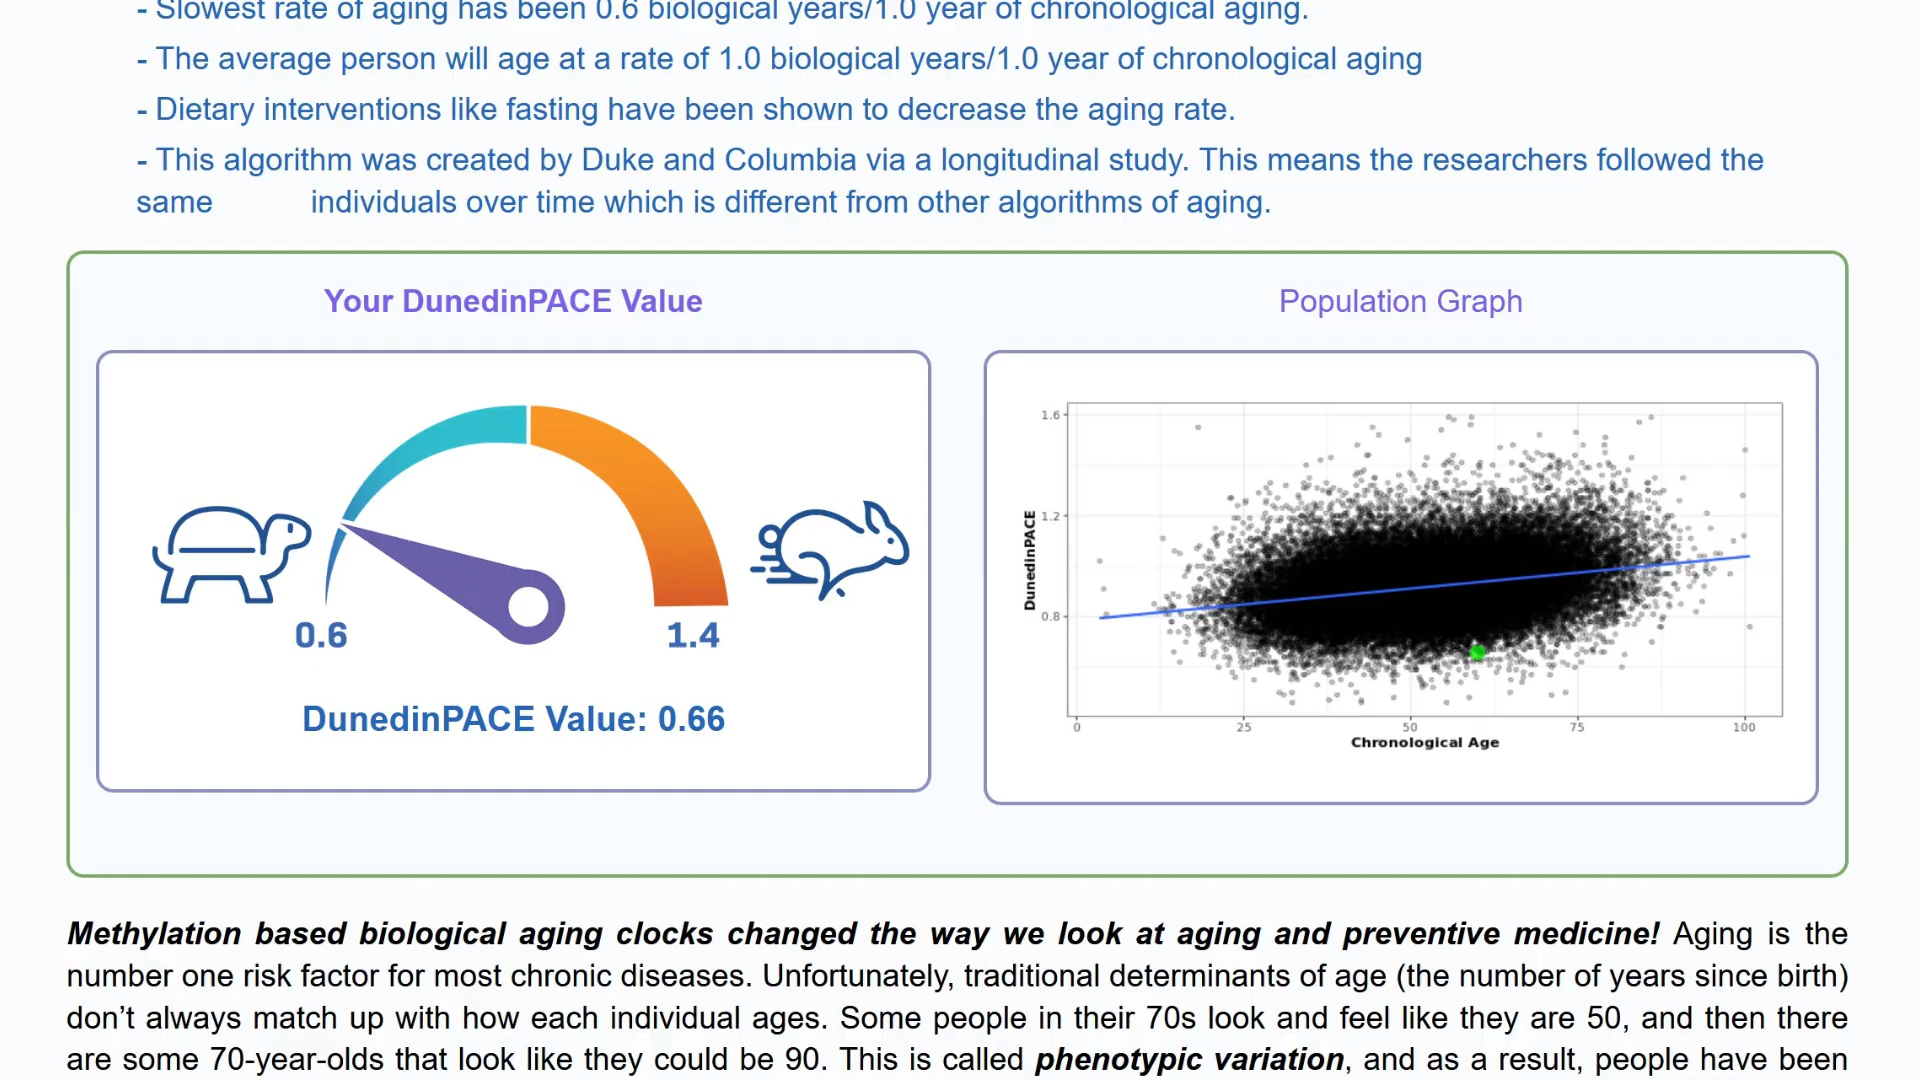 - Slowest rate of aging has been 0.6 biological years/1.0 year of chronological aging.
- The average person will age at a rate of 1.0 biological years/1.0 year of chronological aging
- Dietary interventions like fasting have been shown to decrease the aging rate.
- This algorithm was created by Duke and Columbia via a longitudinal study. This means the researchers followed the
same individuals over time which is different from other algorithms of aging.
Your DunedinPACE Value
0.6
1.4
DunedinPACE Value: 0.66
Population Graph
DunedinPACE
1.6
1.2
0.8
0 25 50 75 100
Chronological Age
Methylation based biological aging clocks changed the way we look at aging and preventive medicine! Aging is the
number one risk factor for most chronic diseases. Unfortunately, traditional determinants of age (the number of years since birth)
don’t always match up with how each individual ages. Some people in their 70s look and feel like they are 50, and then there
are some 70-year-olds that look like they could be 90. This is called phenotypic variation, and as a result, people have been